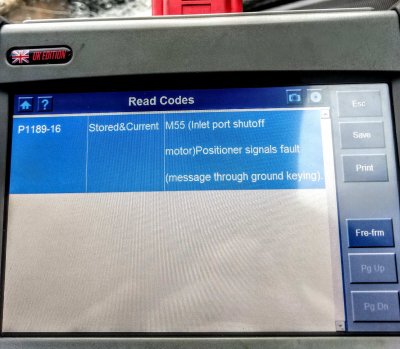 UK EDITION
Read Codes
Esc
P1189-16 Stored&Current M55 (Inlet port shutoff
motor)Positioner signals fault
(message through ground keying).
Save
Print
Fre-frm
Pg Up
Pg Dn